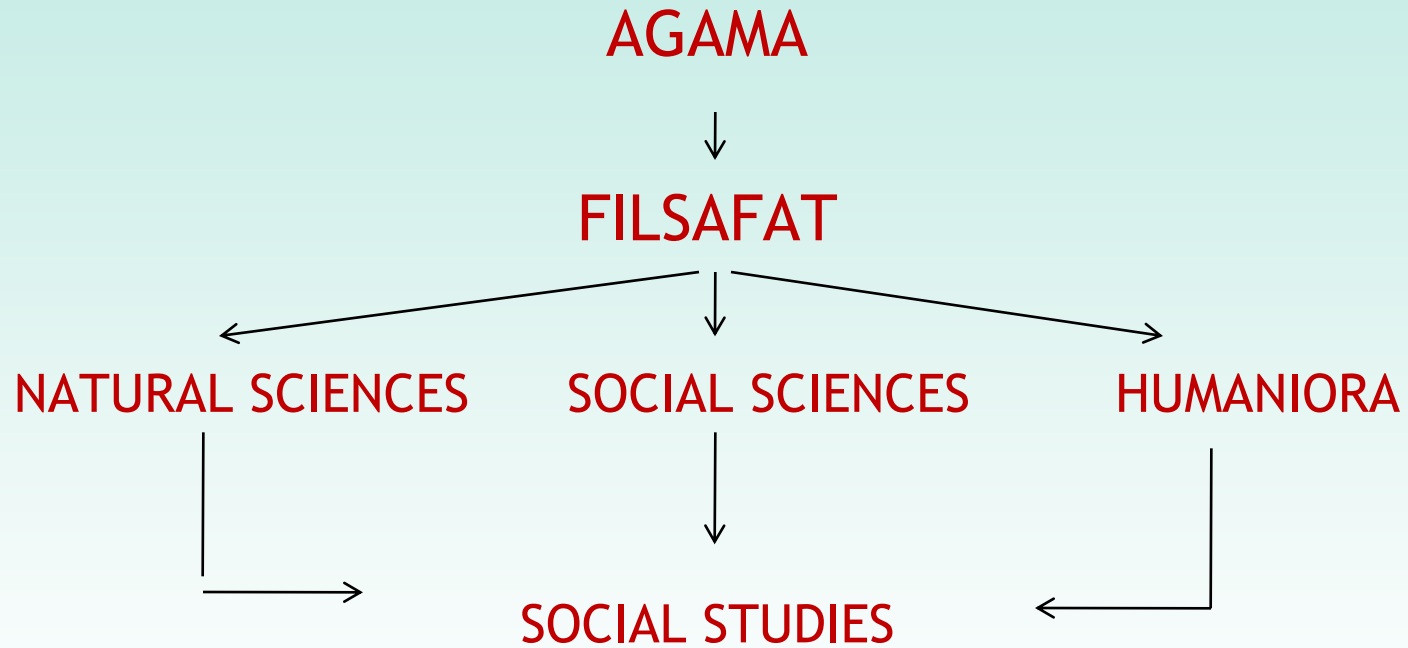 AGAMA
FILSAFAT
NATURAL SCIENCES SOCIAL SCIENCES HUMANIORA
SOCIAL STUDIES